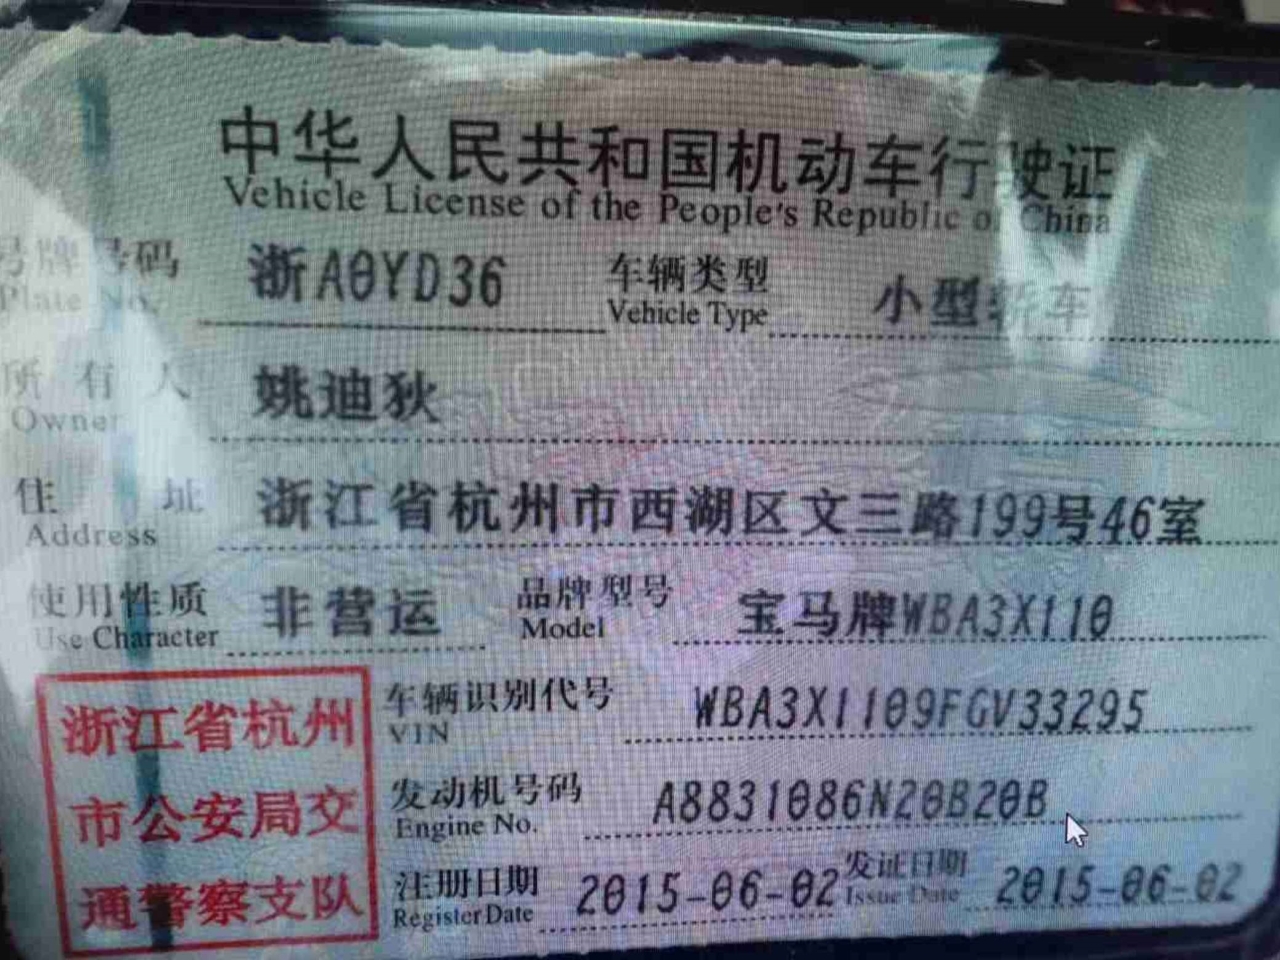 中华人民共和国机动车行驶证
Vehicle License of the People's Republic of China
号牌号码 浙A0YD36 车辆类型 小型轿车
Plate No. Vehicle Type
所有人 姚迪狄
Owner
住址 浙江省杭州市西湖区文三路199号46室
Address
使用性质 非营运 品牌型号 宝马牌WBA3X110
Use Character Model
浙江省杭州
市公安局交
通警察支队
车辆识别代号 WBA3X1109FGV33295
VIN
发动机号码 A8831086N20B20B
Engine No.
注册日期 2015-06-02 发证日期 2015-06-02
Register Date Issue Date